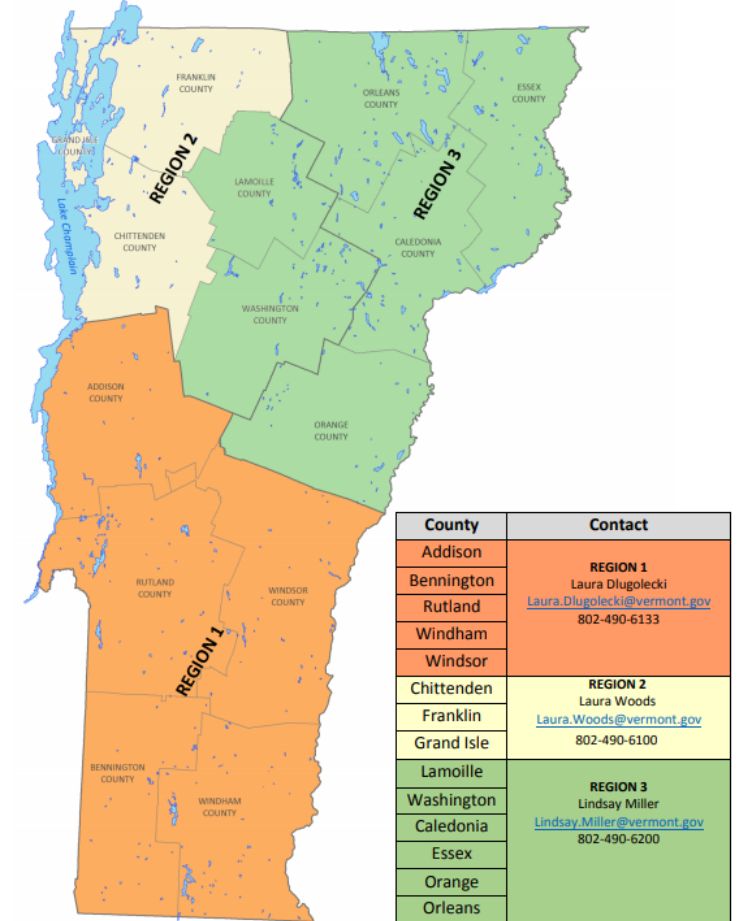 FRANKLIN
COUNTY
ORLEANS
COUNTY
ESSEX
COUNTY
GRAND ISLE
COUNTY
REGION 2
LAMOILLE
COUNTY
REGION 3
Lake Champlain
CHITTENDEN
COUNTY
CALEDONIA
COUNTY
WASHINGTON
COUNTY
ADDISON
COUNTY
ORANGE
COUNTY
RUTLAND
COUNTY
WINDSOR
COUNTY
REGION 1
BENNINGTON
COUNTY
WINDHAM
COUNTY
County Contact
Addison
Bennington
Rutland
Windham
Windsor
REGION 1
Laura Dlugolecki
Laura.Dlugolecki@vermont.gov
802-490-6133
Chittenden
Franklin
Grand Isle
REGION 2
Laura Woods
Laura.Woods@vermont.gov
802-490-6100
Lamoille
Washington
Caledonia
Essex
Orange
Orleans
REGION 3
Lindsay Miller
Lindsay.Miller@vermont.gov
802-490-6200